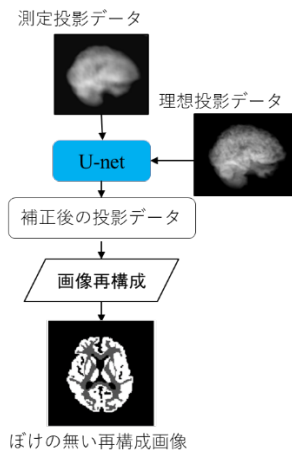 測定投影データ
理想投影データ
U-net
補正後の投影データ
画像再構成
ぼけの無い再構成画像